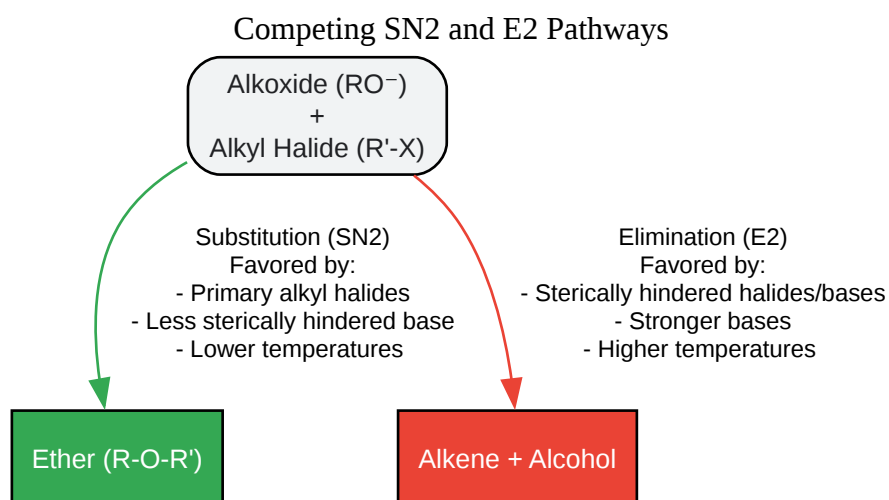 Competing SN2 and E2 Pathways
Alkoxide (RO⁻)
+
Alkyl Halide (R'-X)
Substitution (SN2)
Favored by:
- Primary alkyl halides
- Less sterically hindered base
- Lower temperatures
Elimination (E2)
Favored by:
- Sterically hindered halides/bases
- Stronger bases
- Higher temperatures
Ether (R-O-R')
Alkene + Alcohol